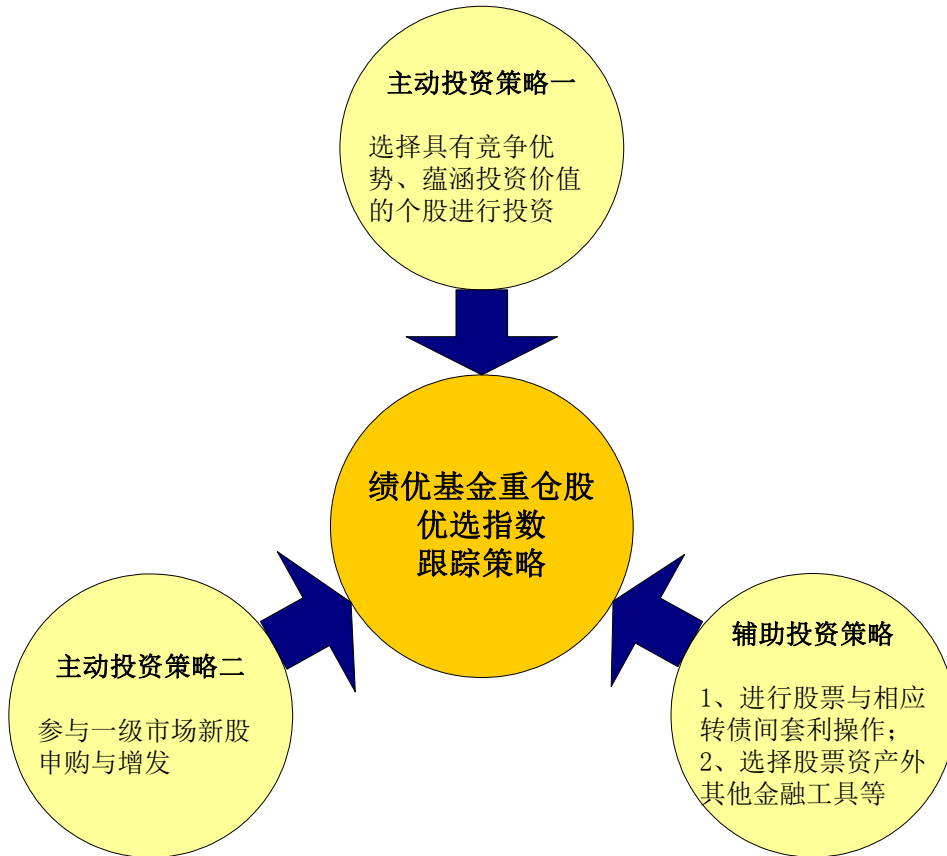 主动投资策略一
选择具有竞争优
势、蕴涵投资价值
的个股进行投资
绩优基金重仓股
优选指数
跟踪策略
主动投资策略二
参与一级市场新股
申购与增发
辅助投资策略
1、进行股票与相应
转债间套利操作；
2、选择股票资产外
其他金融工具等